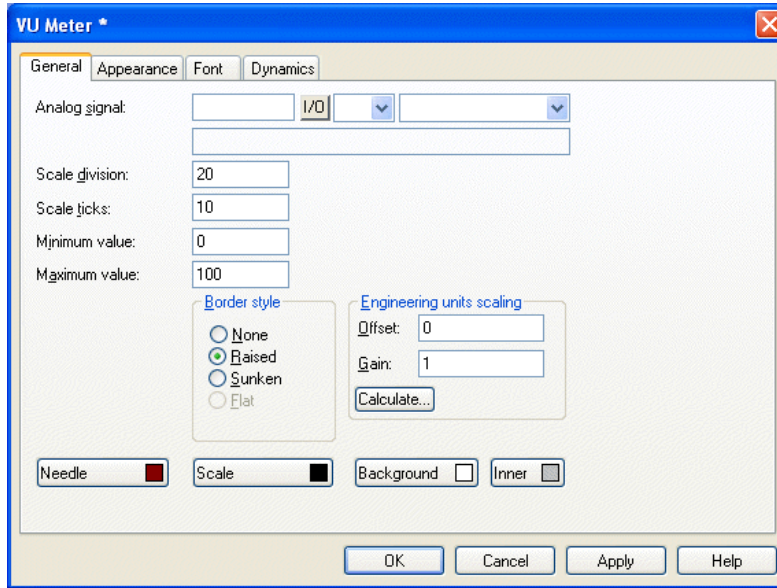 VU Meter *
General Appearance Font Dynamics
Analog signal: I/O
Scale division: 20
Scale ticks: 10
Minimum value: 0
Maximum value: 100
Border style
None
Raised
Sunken
Flat
Engineering units scaling
Offset: 0
Gain: 1
Calculate...
Needle Scale Background Inner
OK Cancel Apply Help